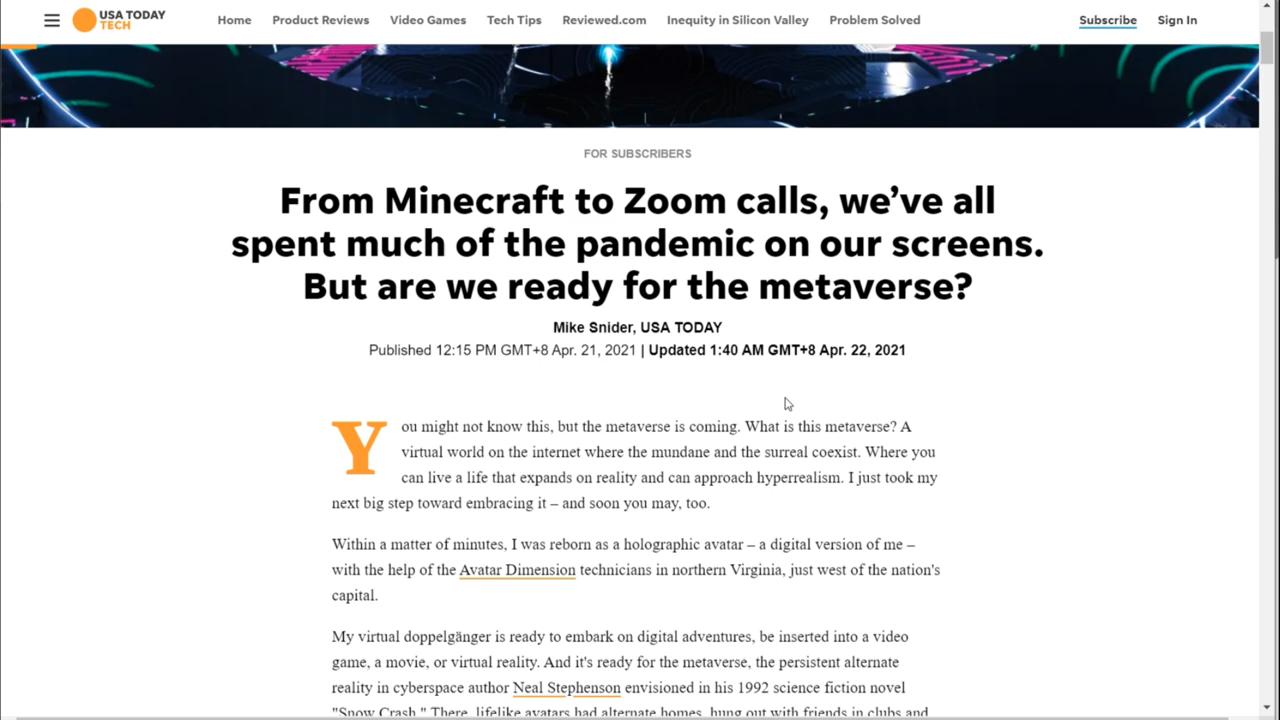 USA TODAY
TECH
Home Product Reviews Video Games Tech Tips Reviewed.com Inequity in Silicon Valley Problem Solved Subscribe Sign In
FOR SUBSCRIBERS
From Minecraft to Zoom calls, we've all
spent much of the pandemic on our screens.
But are we ready for the metaverse?
Mike Snider, USA TODAY
Published 12:15 PM GMT+8 Apr. 21, 2021 | Updated 1:40 AM GMT+8 Apr. 22, 2021
You might not know this, but the metaverse is coming. What is this metaverse? A
virtual world on the internet where the mundane and the surreal coexist. Where you
can live a life that expands on reality and can approach hyperrealism. I just took my
next big step toward embracing it – and soon you may, too.
Within a matter of minutes, I was reborn as a holographic avatar – a digital version of me –
with the help of the Avatar Dimension technicians in northern Virginia, just west of the nation's
capital.
My virtual doppelgänger is ready to embark on digital adventures, be inserted into a video
game, a movie, or virtual reality. And it's ready for the metaverse, the persistent alternate
reality in cyberspace author Neal Stephenson envisioned in his 1992 science fiction novel
"Snow Crash." There, lifelike avatars had alternate homes, hung out with friends in clubs and